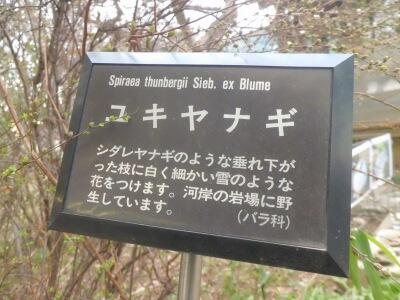 Spiraea thunbergii Sieb. ex Blume
ユキヤナギ
シダレヤナギのような垂れ下が
った枝に白く細かい雪のような
花をつけます。河岸の岩場に野
生しています。　（バラ科）